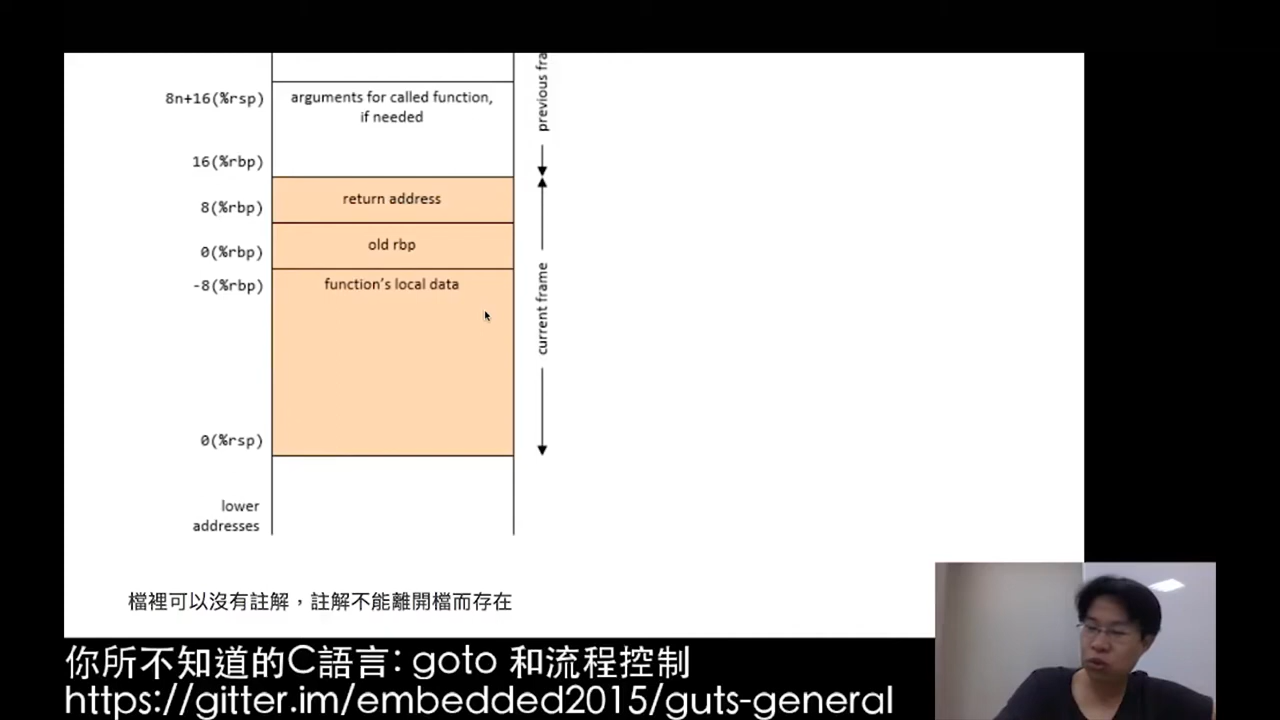 previous fra
8n+16(%rsp)
arguments for called function,
if needed
16(%rbp)
return address
8(%rbp)
old rbp
0(%rbp)
function's local data
-8(%rbp)
current frame
0(%rsp)
lower
addresses
檔裡可以沒有註解，註解不能離開檔而存在
你所不知道的C語言: goto 和流程控制
https://gitter.im/embedded2015/guts-general